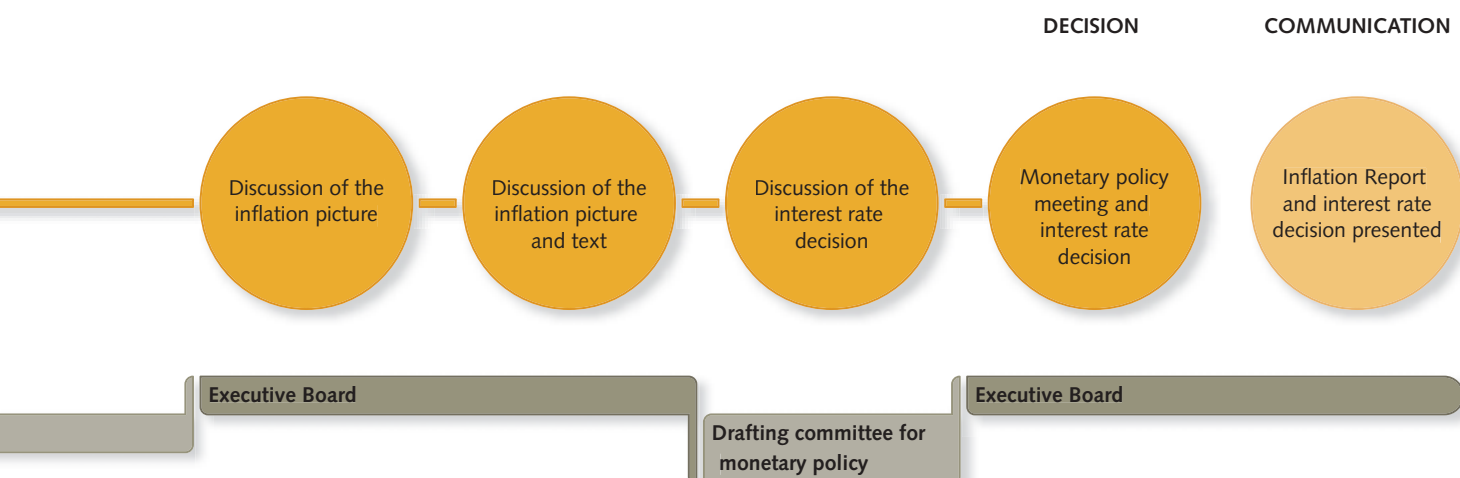 DECISION
COMMUNICATION
Discussion of the
inflation picture
Discussion of the
inflation picture
and text
Discussion of the
interest rate
decision
Monetary policy
meeting and
interest rate
decision
Inflation Report
and interest rate
decision presented
Executive Board
Drafting committee for
monetary policy
Executive Board